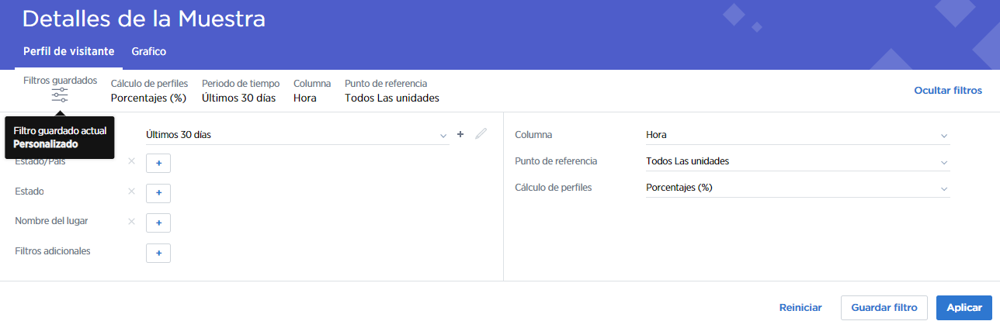 Detalles de la Muestra
Perfil de visitante
Grafico
Filtros guardados
Cálculo de perfiles
Porcentajes (%)
Periodo de tiempo
Últimos 30 días
Columna
Hora
Punto de referencia
Todos Las unidades
Ocultar filtros
Filtro guardado actual
Personalizado
Últimos 30 días
+
Estado/País
+
Estado
+
Nombre del lugar
+
Filtros adicionales
+
Columna
Hora
Punto de referencia
Todos Las unidades
Cálculo de perfiles
Porcentajes (%)
Reiniciar
Guardar filtro
Aplicar